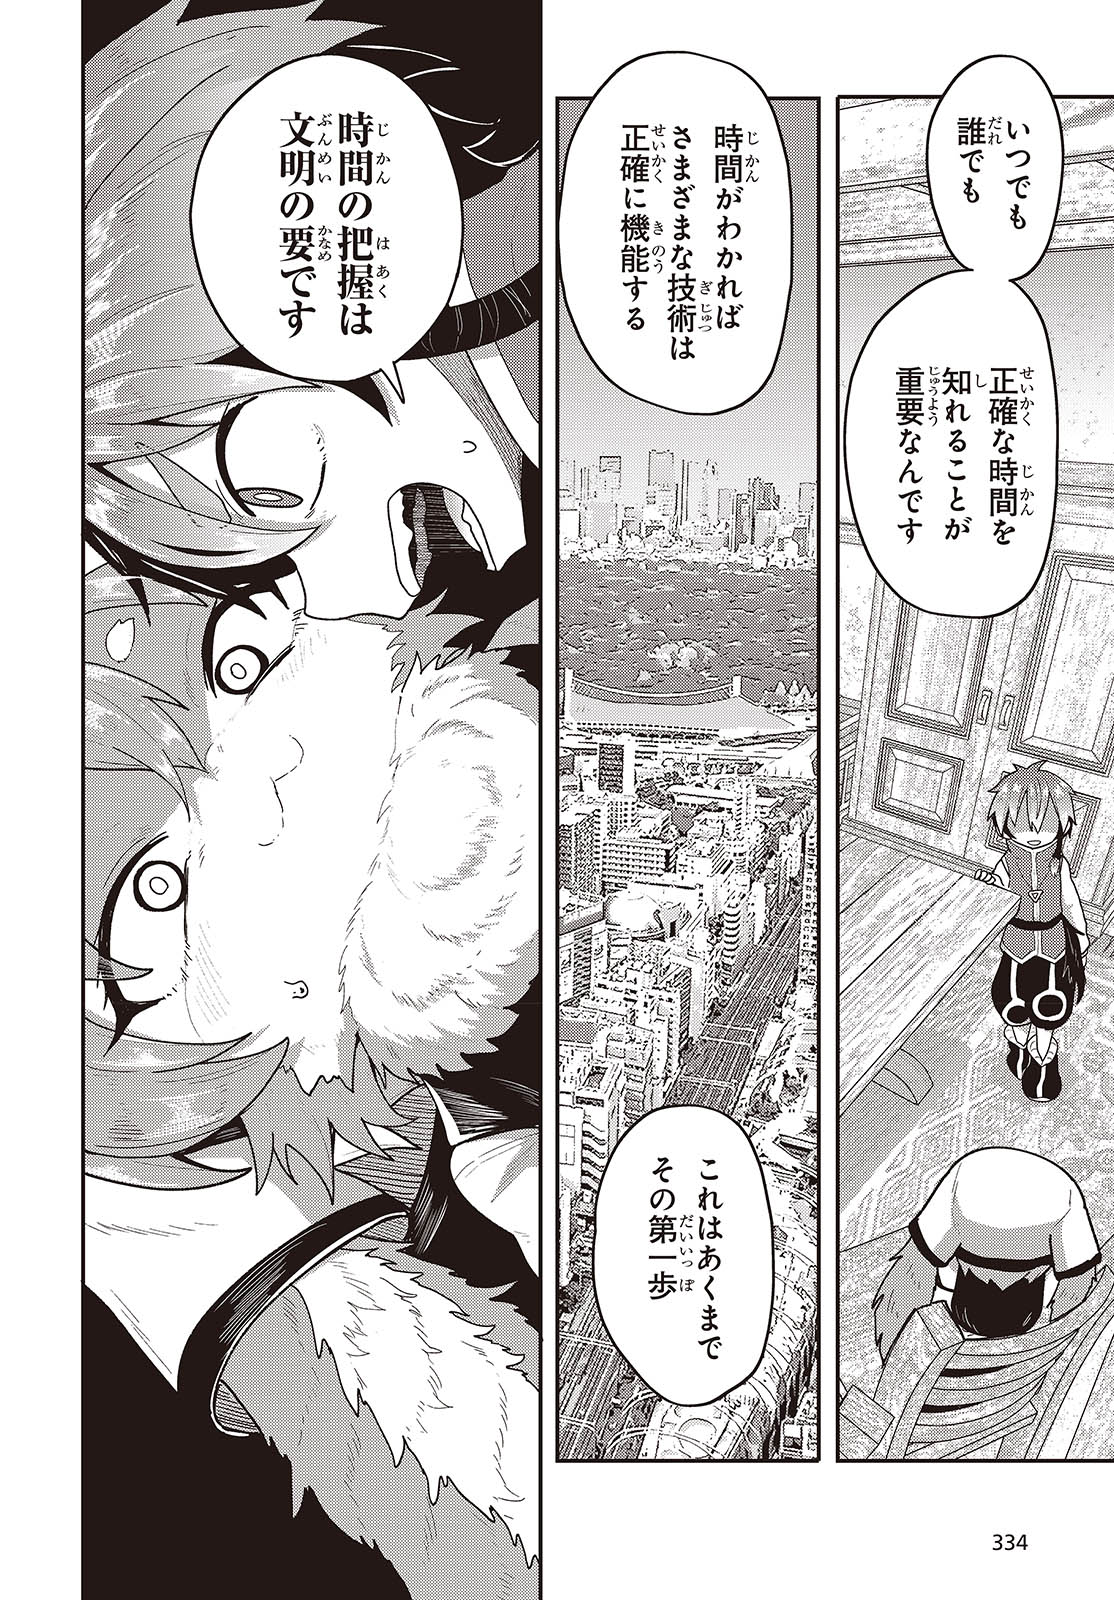 いつでも
誰でも
正確な時間を
知れることが
重要なんです
時間がわかれば
さまざまな技術は
正確に機能する
これはあくまで
その第一歩
時間の把握は
文明の要です
334